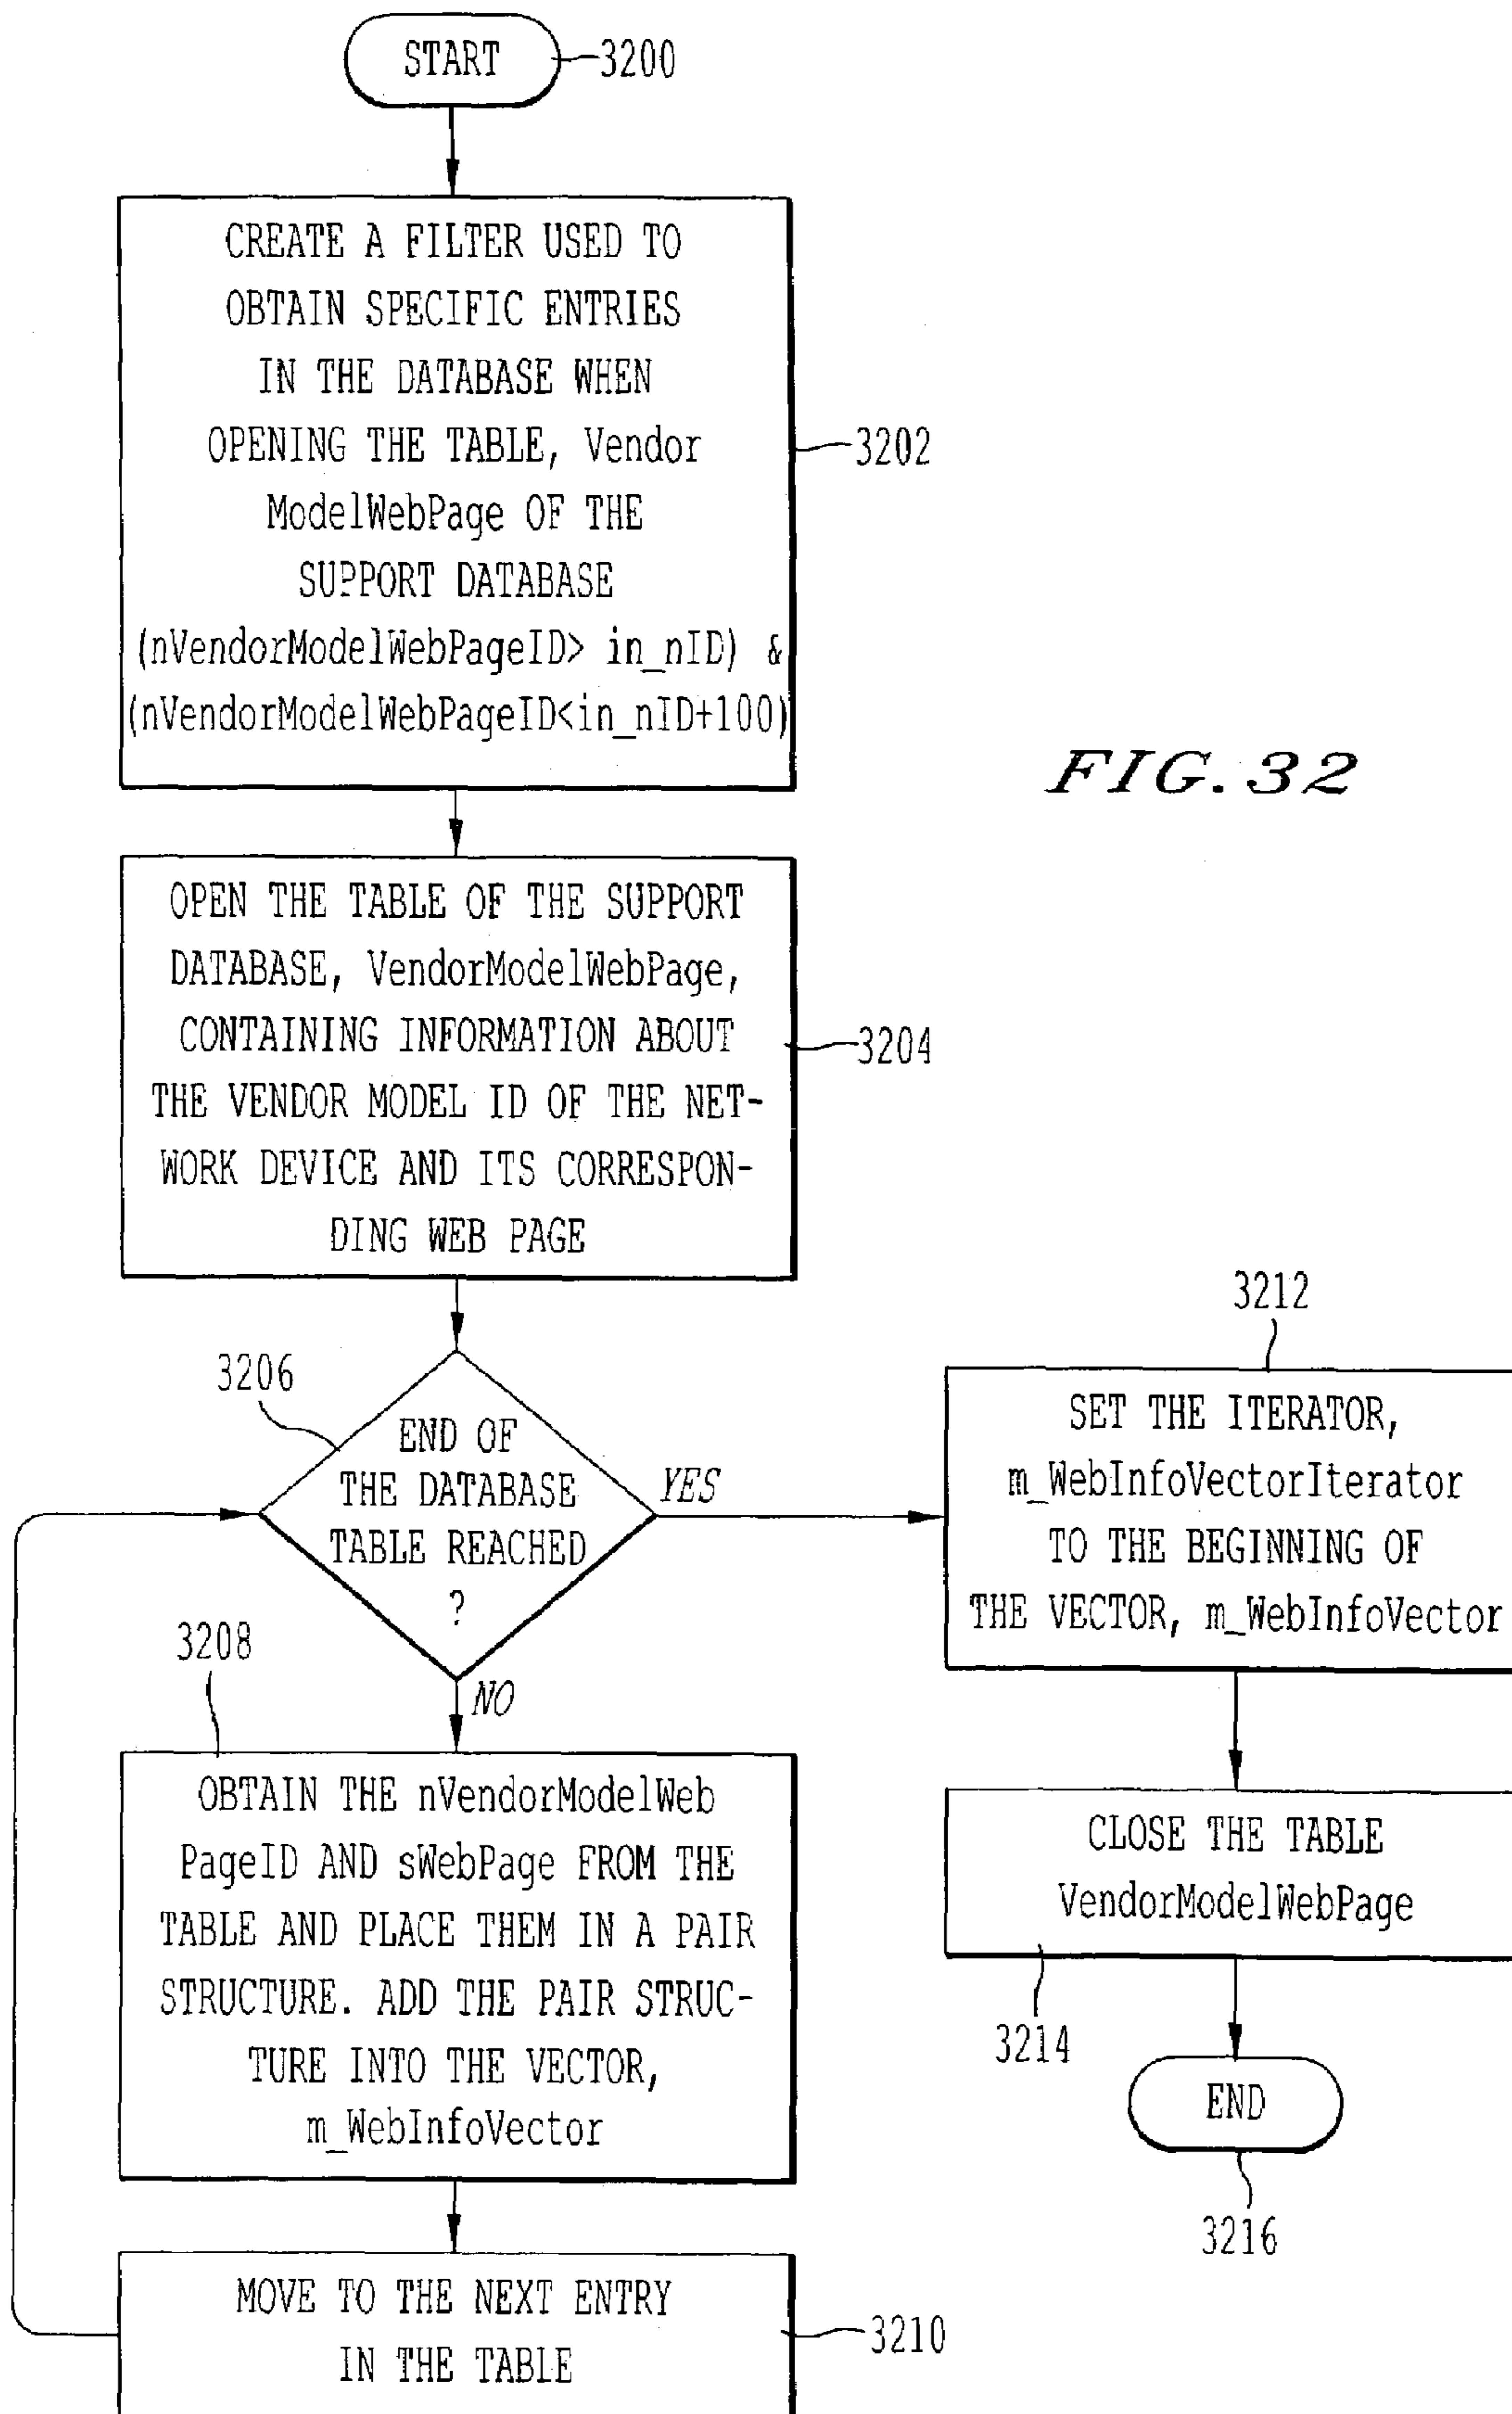 START
3200
CREATE A FILTER USED TO
OBTAIN SPECIFIC ENTRIES
IN THE DATABASE WHEN
OPENING THE TABLE, Vendor
ModelWebPage OF THE
SUPPORT DATABASE
(nVendorModelWebPageID> in_nID) &
(nVendorModelWebPageID<in_nID+100)
3202
FIG. 32
OPEN THE TABLE OF THE SUPPORT
DATABASE, VendorModelWebPage,
CONTAINING INFORMATION ABOUT
THE VENDOR MODEL ID OF THE NET-
WORK DEVICE AND ITS CORRESPON-
DING WEB PAGE
3204
3206
END OF
THE DATABASE
TABLE REACHED
?
YES
NO
3212
SET THE ITERATOR,
m_WebInfoVectorIterator
TO THE BEGINNING OF
THE VECTOR, m_WebInfoVector
3208
OBTAIN THE nVendorModelWeb
PageID AND sWebPage FROM THE
TABLE AND PLACE THEM IN A PAIR
STRUCTURE. ADD THE PAIR STRUC-
TURE INTO THE VECTOR,
m_WebInfoVector
CLOSE THE TABLE
VendorModelWebPage
3214
END
3216
MOVE TO THE NEXT ENTRY
IN THE TABLE
3210